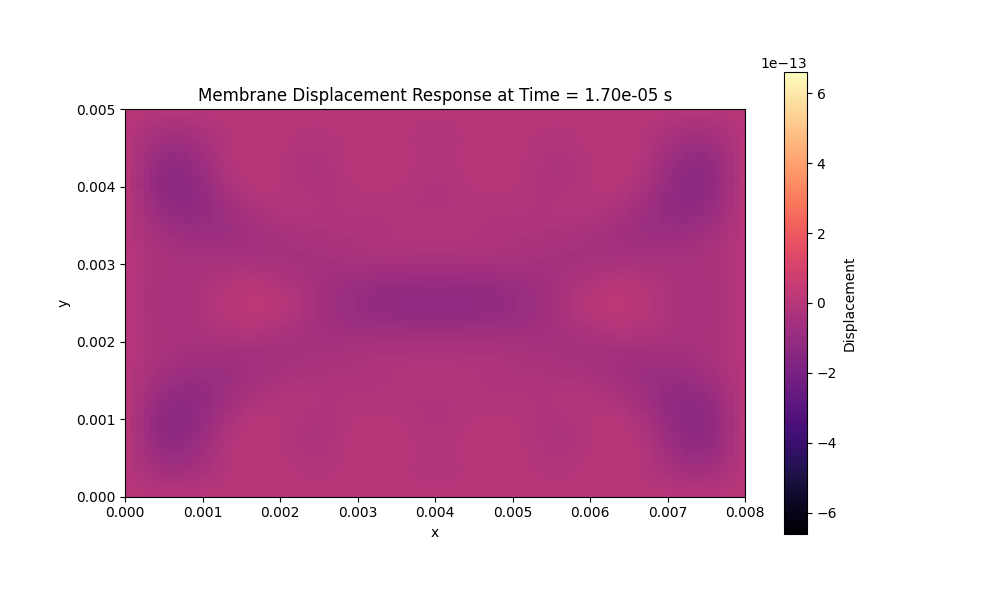 1e−13
Membrane Displacement Response at Time = 1.70e-05 s
0.005
0.004
0.003
0.002
0.001
0.000
y
0.000 0.001 0.002 0.003 0.004 0.005 0.006 0.007 0.008
x
6
4
2
0
−2
−4
−6
Displacement